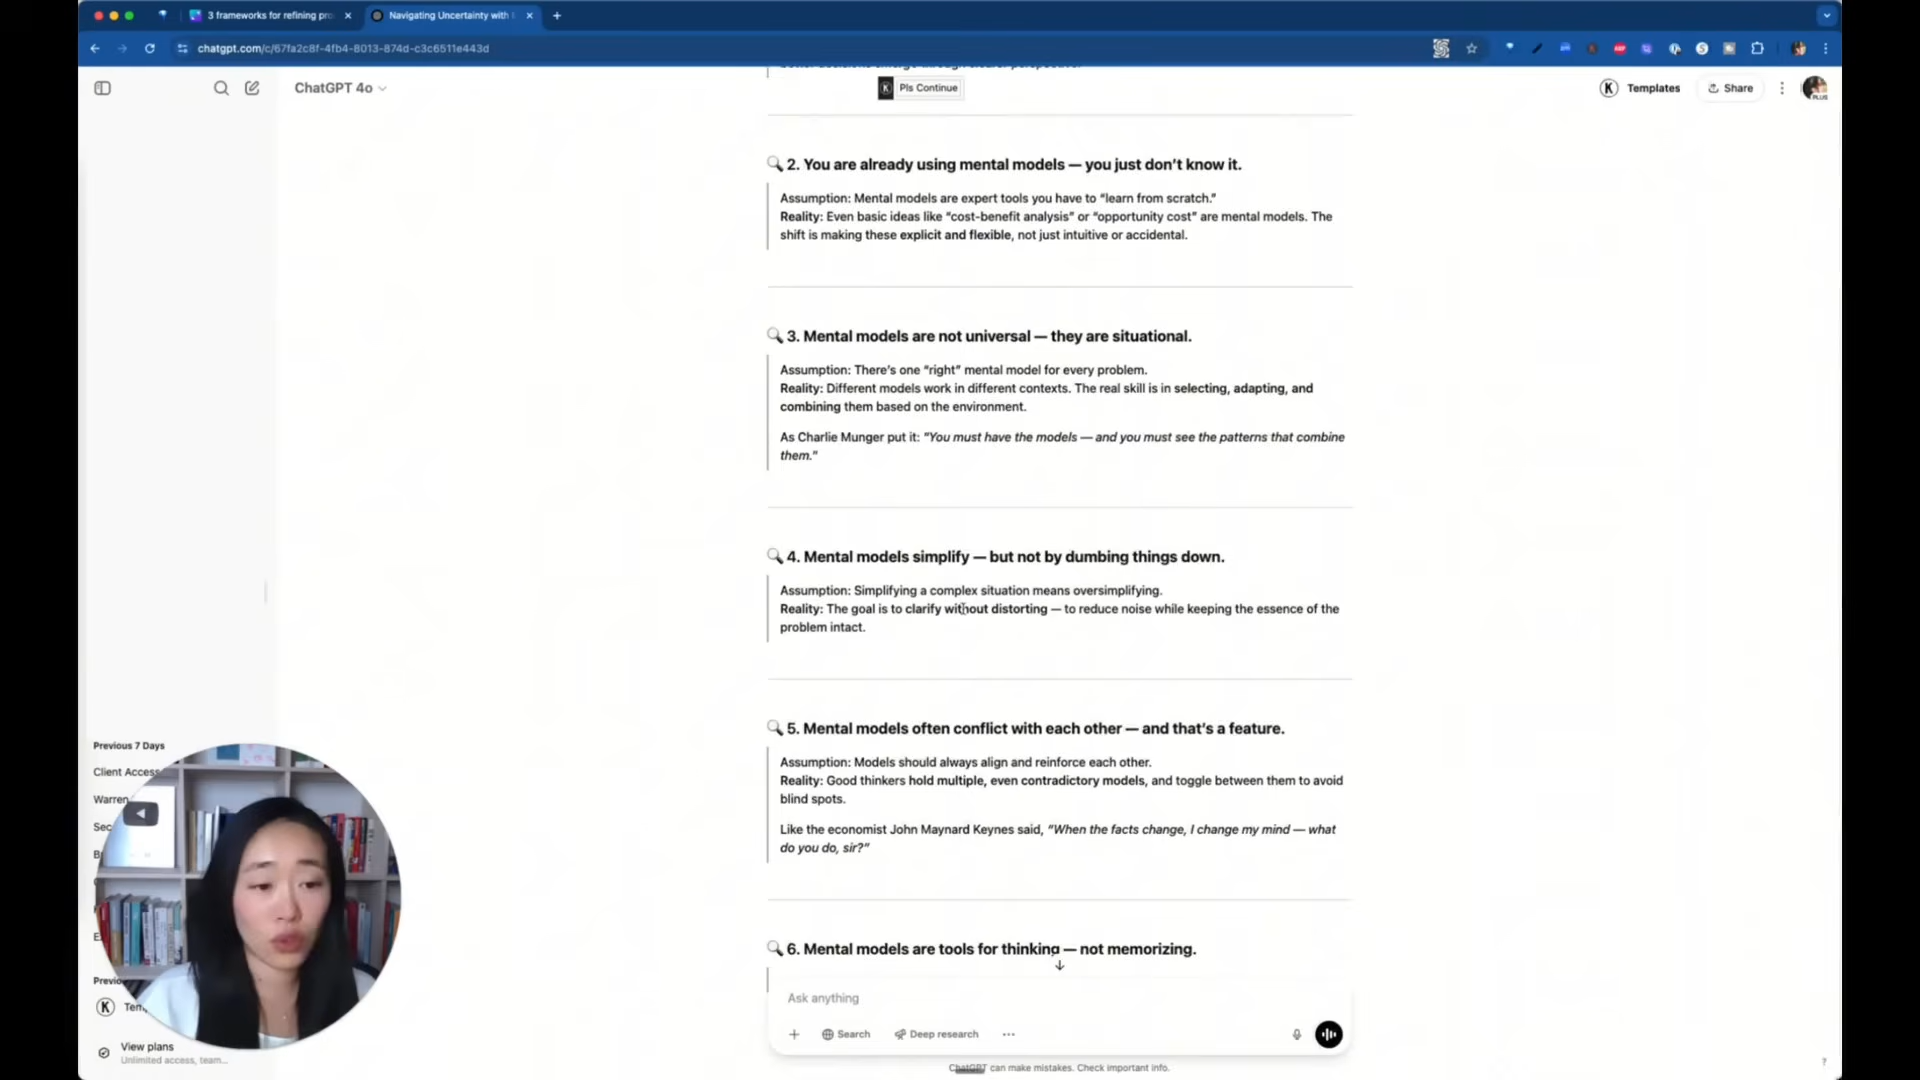 3 frameworks for refining pro
Navigating Uncertainty with
chatgpt.com/c/67fa2c8f-4fb4-8013-874d-c3c6511e443d
ChatGPT 4o
K Pls Continue
K Templates
Share
PLUS
🔍 2. You are already using mental models — you just don’t know it.
Assumption: Mental models are expert tools you have to “learn from scratch.”
Reality: Even basic ideas like “cost-benefit analysis” or “opportunity cost” are mental models. The
shift is making these explicit and flexible, not just intuitive or accidental.
🔍 3. Mental models are not universal — they are situational.
Assumption: There’s one “right” mental model for every problem.
Reality: Different models work in different contexts. The real skill is in selecting, adapting, and
combining them based on the environment.
As Charlie Munger put it: “You must have the models — and you must see the patterns that combine
them.”
🔍 4. Mental models simplify — but not by dumbing things down.
Assumption: Simplifying a complex situation means oversimplifying.
Reality: The goal is to clarify without distorting — to reduce noise while keeping the essence of the
problem intact.
🔍 5. Mental models often conflict with each other — and that’s a feature.
Assumption: Models should always align and reinforce each other.
Reality: Good thinkers hold multiple, even contradictory models, and toggle between them to avoid
blind spots.
Like the economist John Maynard Keynes said, “When the facts change, I change my mind — what
do you do, sir?”
🔍 6. Mental models are tools for thinking — not memorizing.
Previous 7 Days
Client Access
Warren
Sec
Previo
K Tem
View plans
Unlimited access, team...
Ask anything
Search
Deep research
ChatGPT can make mistakes. Check important info.
?